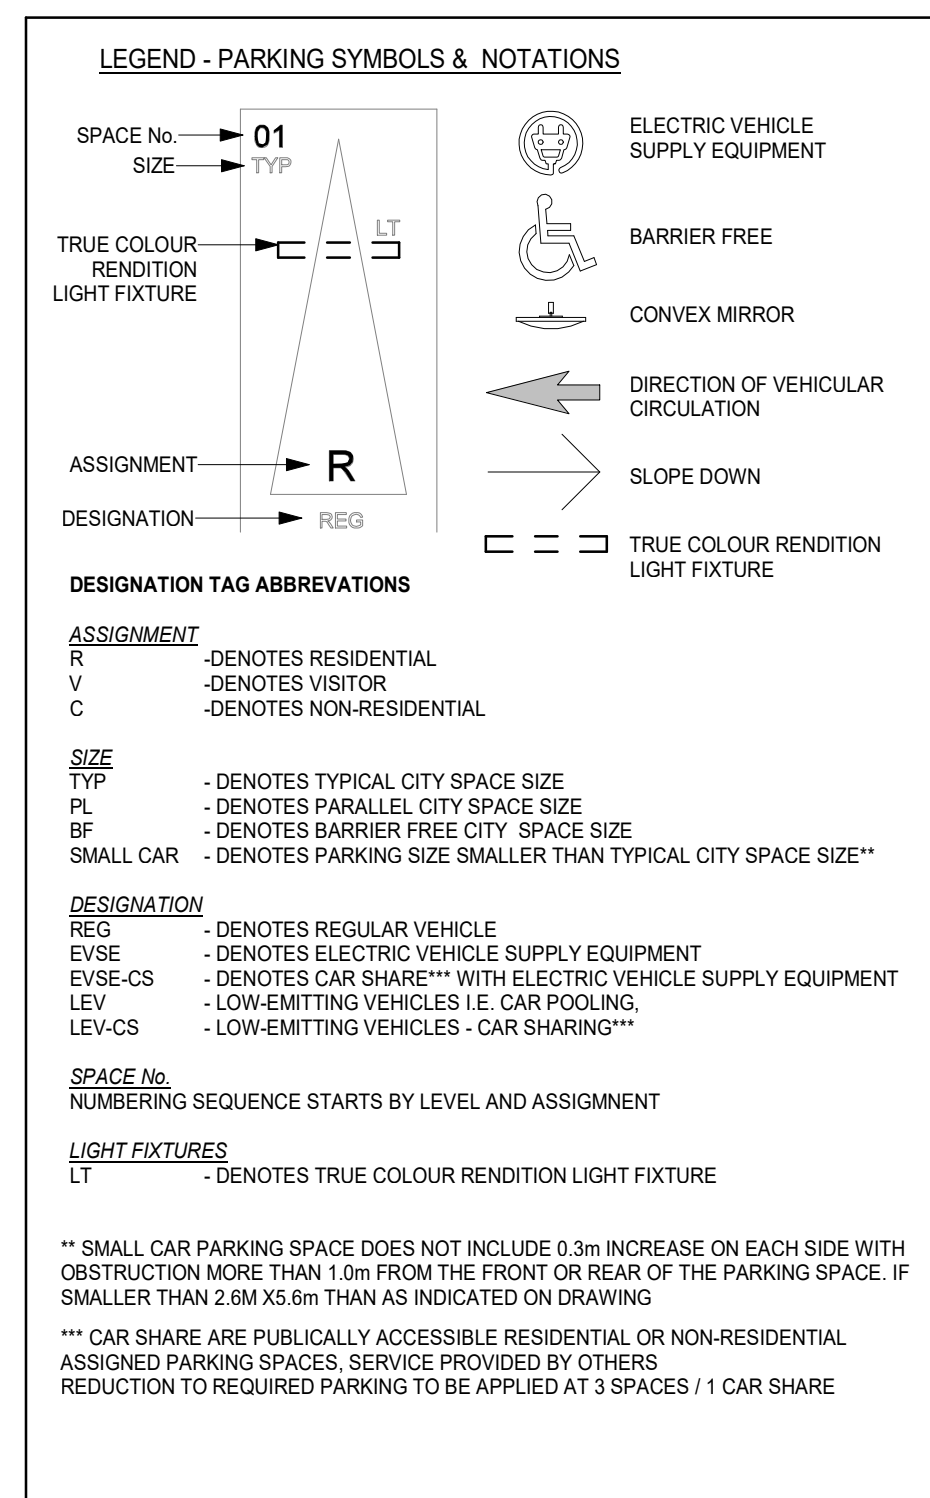 LEGEND - PARKING SYMBOLS & NOTATIONS
SPACE No.
01
SIZE
TYP
LT
TRUE COLOUR
RENDITION
LIGHT FIXTURE
ASSIGNMENT
R
DESIGNATION
REG
ELECTRIC VEHICLE
SUPPLY EQUIPMENT
BARRIER FREE
CONVEX MIRROR
DIRECTION OF VEHICULAR
CIRCULATION
SLOPE DOWN
TRUE COLOUR RENDITION
LIGHT FIXTURE
DESIGNATION TAG ABBREVATIONS
ASSIGNMENT
R -DENOTES RESIDENTIAL
V -DENOTES VISITOR
C -DENOTES NON-RESIDENTIAL
SIZE
TYP - DENOTES TYPICAL CITY SPACE SIZE
PL - DENOTES PARALLEL CITY SPACE SIZE
BF - DENOTES BARRIER FREE CITY SPACE SIZE
SMALL CAR - DENOTES PARKING SIZE SMALLER THAN TYPICAL CITY SPACE SIZE**
DESIGNATION
REG - DENOTES REGULAR VEHICLE
EVSE - DENOTES ELECTRIC VEHICLE SUPPLY EQUIPMENT
EVSE-CS - DENOTES CAR SHARE*** WITH ELECTRIC VEHICLE SUPPLY EQUIPMENT
LEV - LOW-EMITTING VEHICLES I.E. CAR POOLING,
LEV-CS - LOW-EMITTING VEHICLES - CAR SHARING***
SPACE No.
NUMBERING SEQUENCE STARTS BY LEVEL AND ASSIGMNENT
LIGHT FIXTURES
LT - DENOTES TRUE COLOUR RENDITION LIGHT FIXTURE
** SMALL CAR PARKING SPACE DOES NOT INCLUDE 0.3m INCREASE ON EACH SIDE WITH
OBSTRUCTION MORE THAN 1.0m FROM THE FRONT OR REAR OF THE PARKING SPACE. IF
SMALLER THAN 2.6M X5.6m THAN AS INDICATED ON DRAWING
*** CAR SHARE ARE PUBLICALLY ACCESSIBLE RESIDENTIAL OR NON-RESIDENTIAL
ASSIGNED PARKING SPACES, SERVICE PROVIDED BY OTHERS
REDUCTION TO REQUIRED PARKING TO BE APPLIED AT 3 SPACES / 1 CAR SHARE